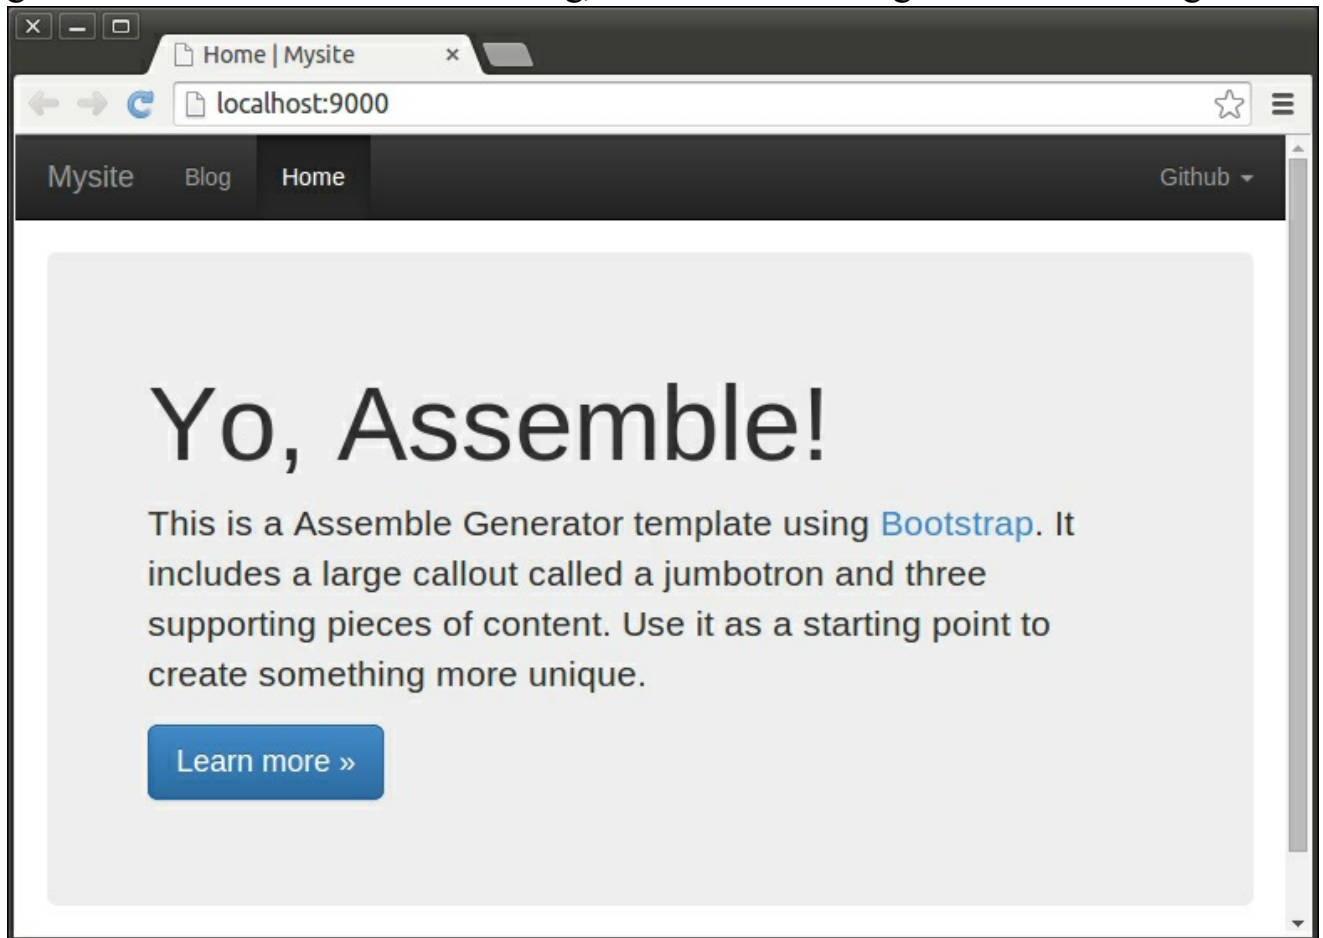 Home | Mysite ×
localhost:9000
Mysite Blog Home Github
Yo, Assemble!
This is a Assemble Generator template using Bootstrap. It
includes a large callout called a jumbotron and three
supporting pieces of content. Use it as a starting point to
create something more unique.
Learn more »